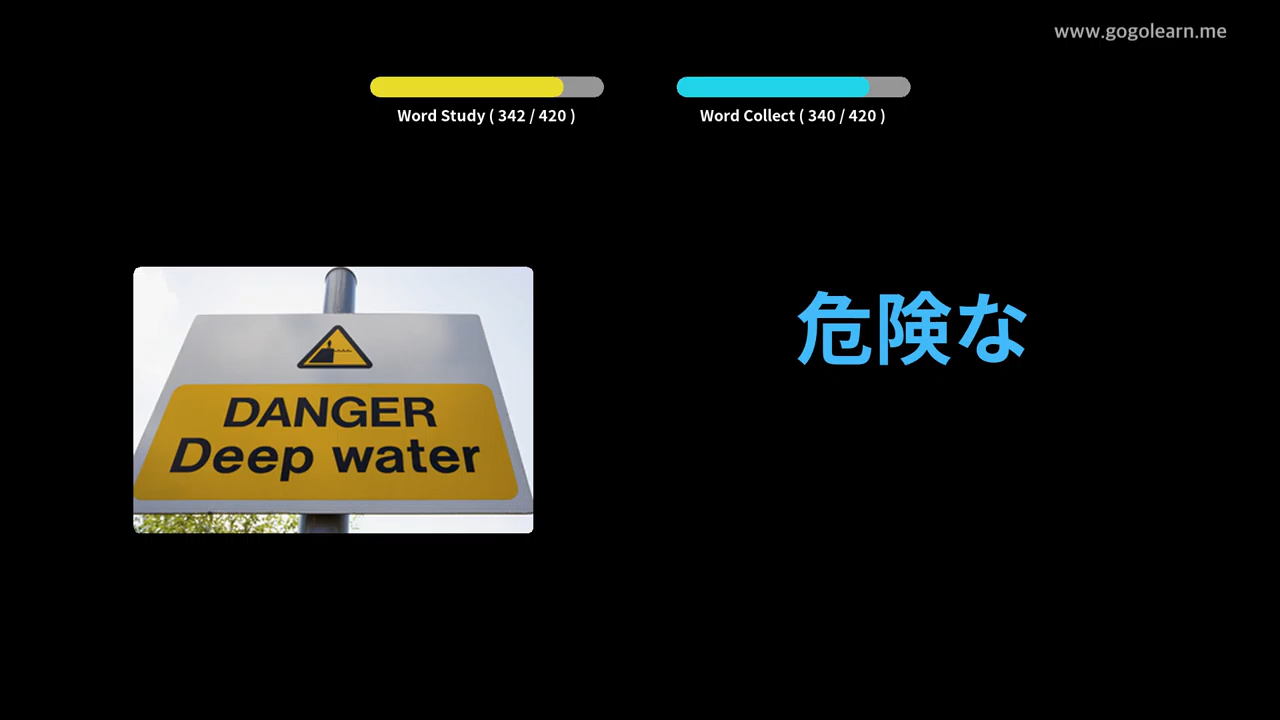 www.gogolearn.me
Word Study ( 342 / 420 )
Word Collect ( 340 / 420 )
危険な
DANGER
Deep water